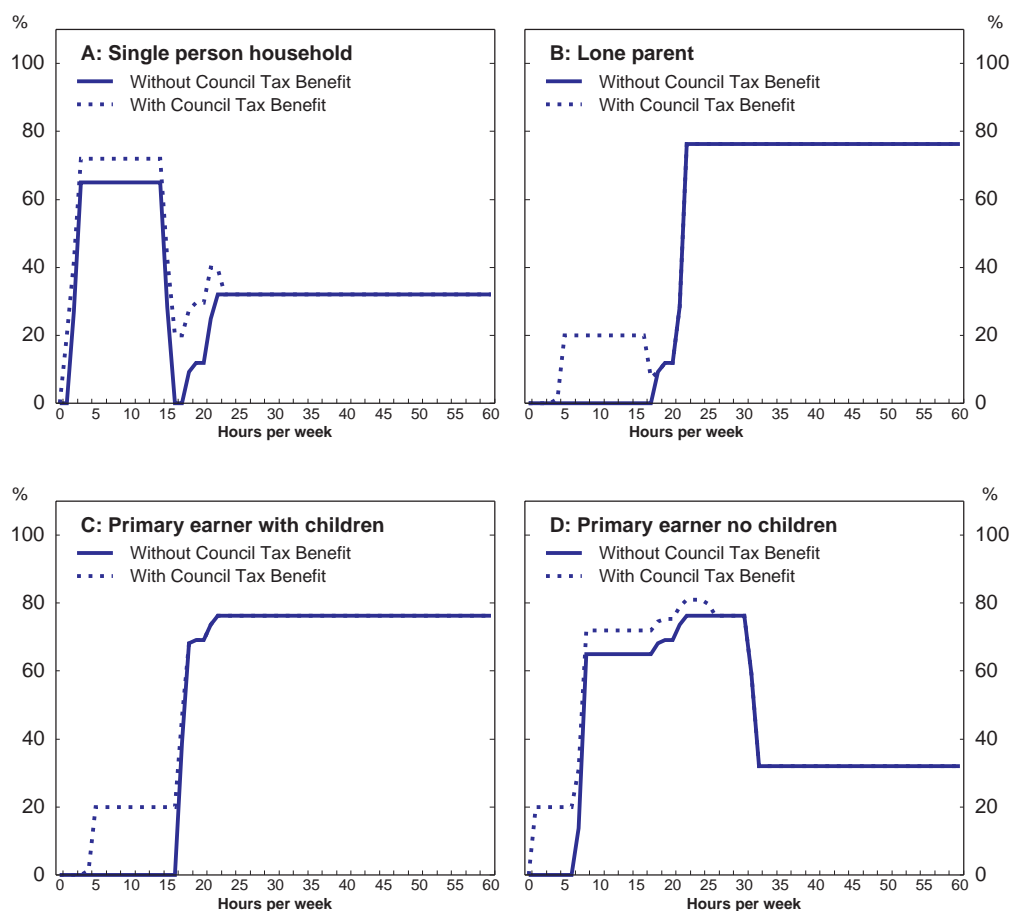 % %
A: Single person household
Without Council Tax Benefit
With Council Tax Benefit
100
80
60
40
20
0
0 5 10 15 20 25 30 35 40 45 50 55 60
Hours per week
B: Lone parent
Without Council Tax Benefit
With Council Tax Benefit
100
80
60
40
20
0
0 5 10 15 20 25 30 35 40 45 50 55 60
Hours per week
% %
C: Primary earner with children
Without Council Tax Benefit
With Council Tax Benefit
100
80
60
40
20
0
0 5 10 15 20 25 30 35 40 45 50 55 60
Hours per week
D: Primary earner no children
Without Council Tax Benefit
With Council Tax Benefit
100
80
60
40
20
0
0 5 10 15 20 25 30 35 40 45 50 55 60
Hours per week